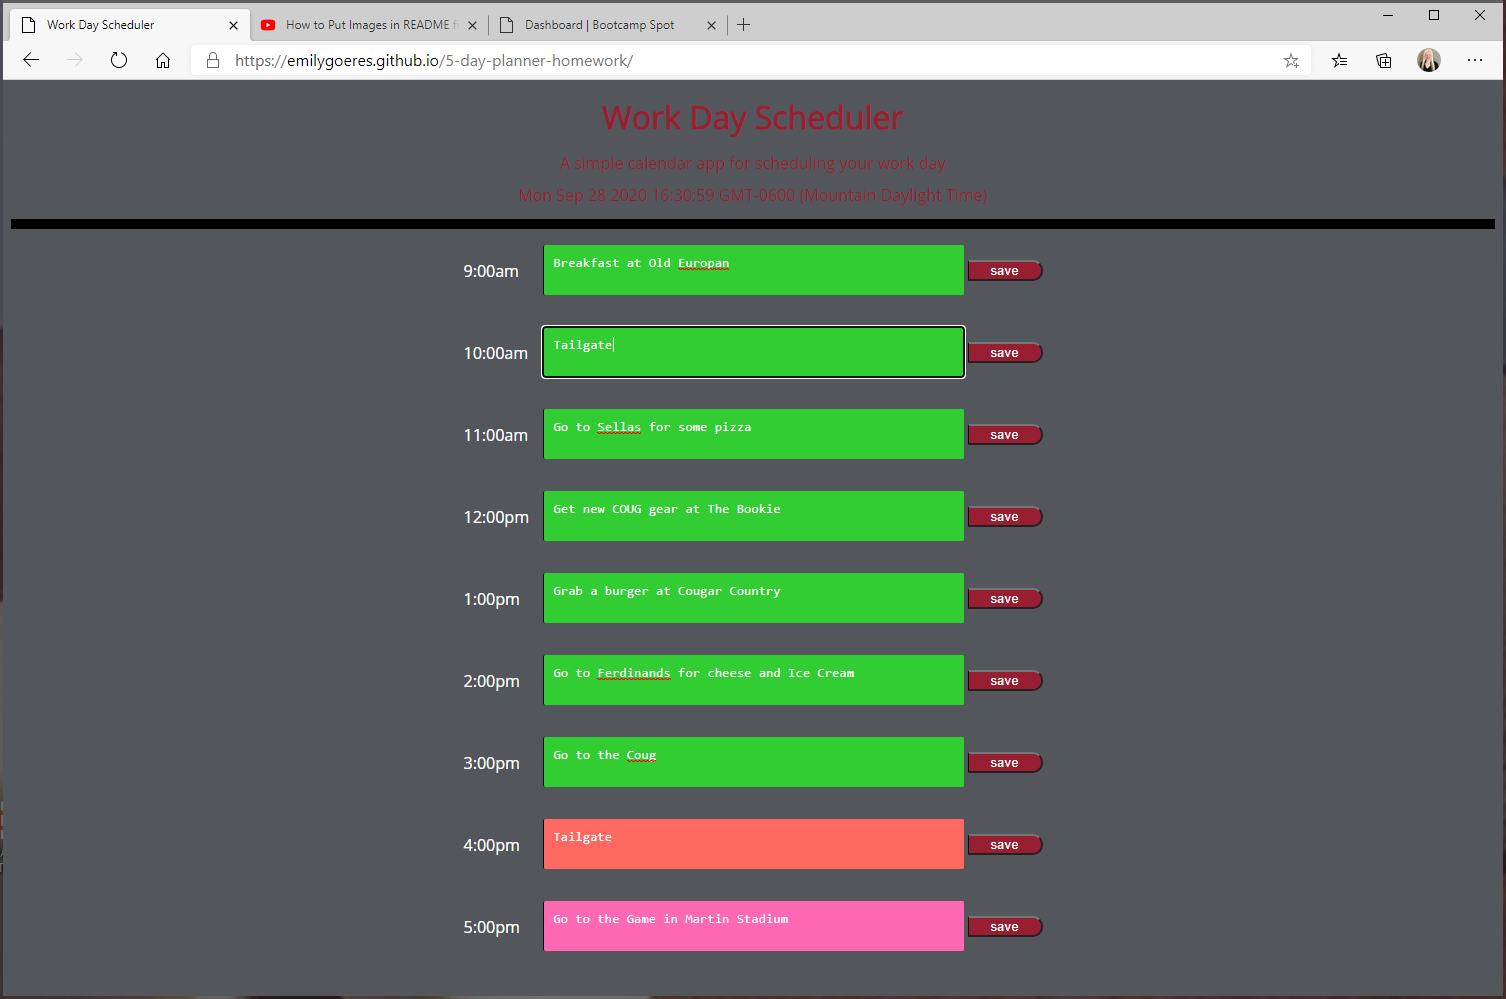 Work Day Scheduler
How to Put Images in README f
Dashboard | Bootcamp Spot
https://emilygoeres.github.io/5-day-planner-homework/
Work Day Scheduler
A simple calendar app for scheduling your work day
Mon Sep 28 2020 16:30:59 GMT-0600 (Mountain Daylight Time)
9:00am Breakfast at Old Europan save
10:00am Tailgate save
11:00am Go to Sellas for some pizza save
12:00pm Get new COUG gear at The Bookie save
1:00pm Grab a burger at Cougar Country save
2:00pm Go to Ferdinands for cheese and Ice Cream save
3:00pm Go to the Coug save
4:00pm Tailgate save
5:00pm Go to the Game in Martin Stadium save